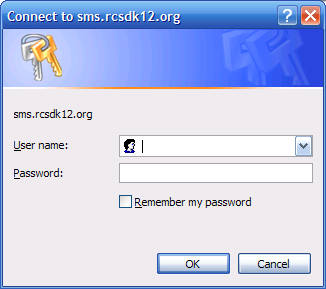 Connect to sms.rcsdk12.org
sms.rcsdk12.org
User name:
Password:
Remember my password
OK
Cancel